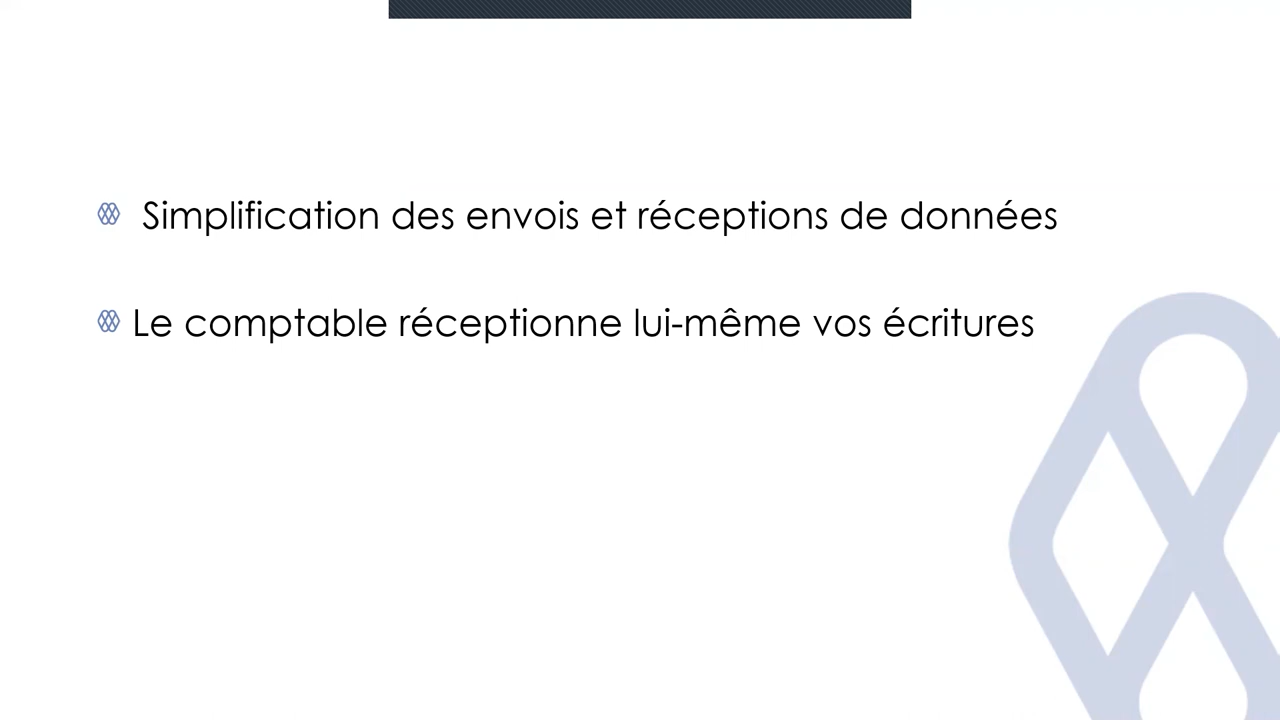 Simplification des envois et réceptions de données
Le comptable réceptionne lui-même vos écritures